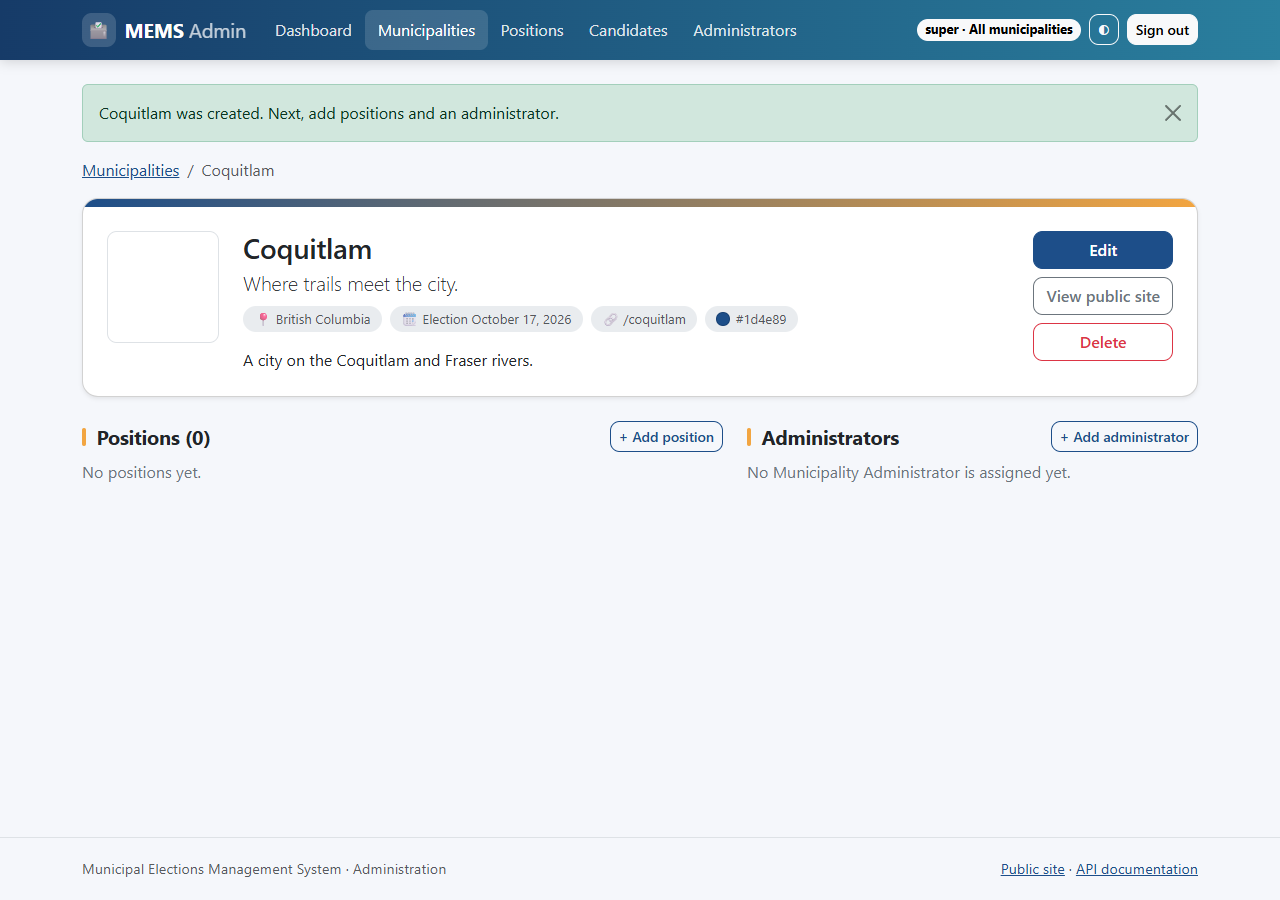 MEMS Admin Dashboard Municipalities Positions Candidates Administrators super · All municipalities Sign out
Coquitlam was created. Next, add positions and an administrator.
Municipalities / Coquitlam
Coquitlam
Where trails meet the city.
British Columbia Election October 17, 2026 /coquitlam #1d4e89
A city on the Coquitlam and Fraser rivers.
Edit
View public site
Delete
Positions (0) + Add position
No positions yet.
Administrators + Add administrator
No Municipality Administrator is assigned yet.
Municipal Elections Management System · Administration Public site · API documentation